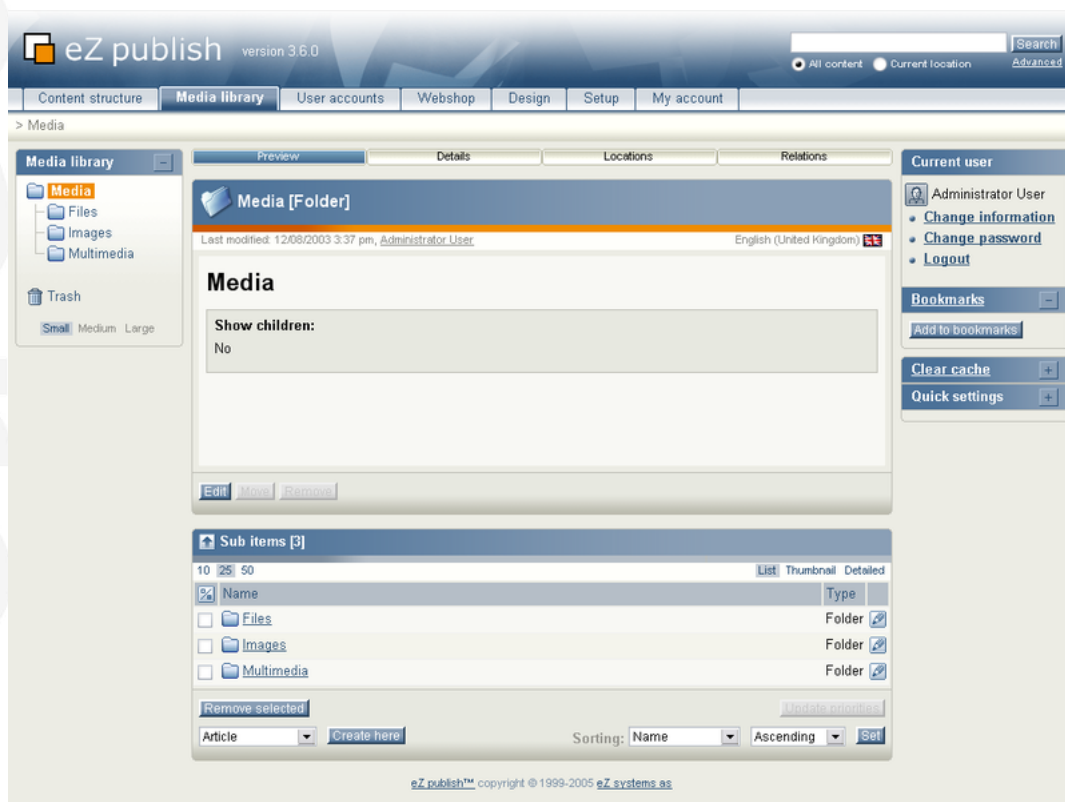 eZ publish version 3.6.0
Search
All content Current location Advanced
Content structure Media library User accounts Webshop Design Setup My account
> Media
Media library -
Media
Files
Images
Multimedia
Trash
Small Medium Large
Preview Details Locations Relations
Media [Folder]
Last modified: 12/08/2003 3:37 pm, Administrator User English (United Kingdom)
Media
Show children:
No
Edit Move Remove
Sub items [3]
10 25 50 List Thumbnail Detailed
Name Type
Files Folder
Images Folder
Multimedia Folder
Remove selected Update priorities
Article Create here Sorting: Name Ascending Set
Current user
Administrator User
Change information
Change password
Logout
Bookmarks -
Add to bookmarks
Clear cache +
Quick settings +
eZ publish™ copyright © 1999-2005 eZ systems as